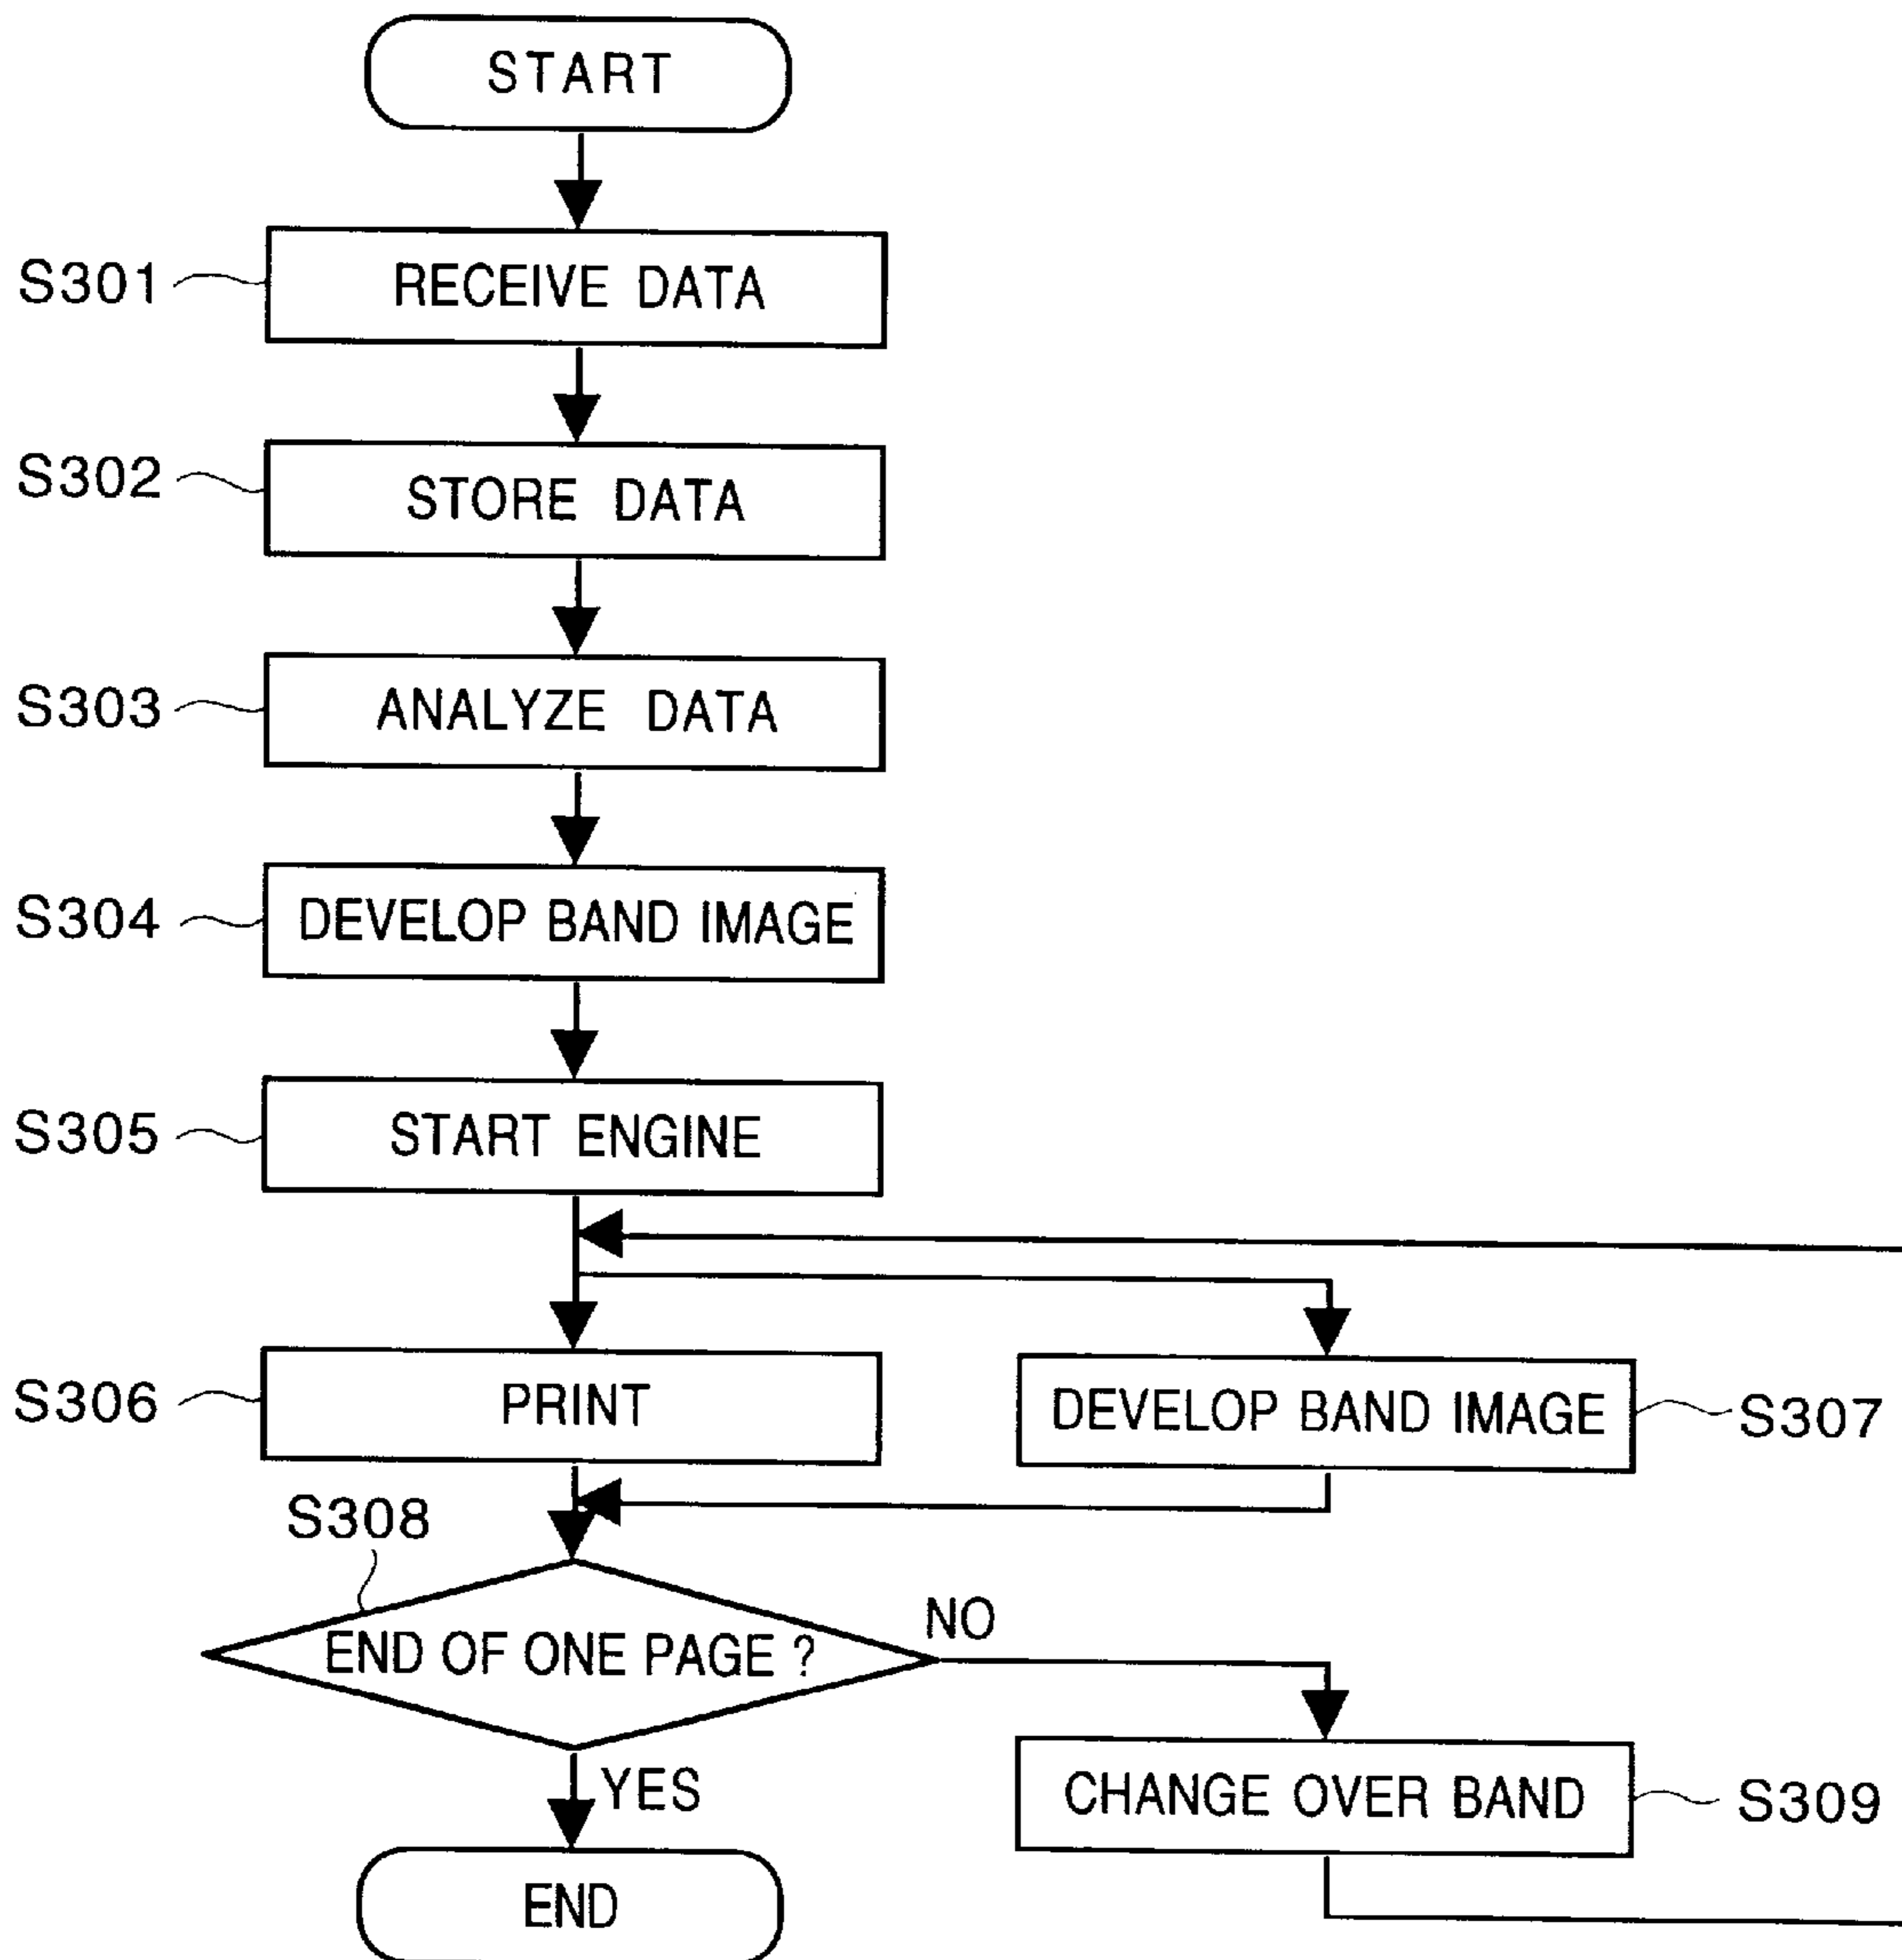 START
S301
RECEIVE DATA
S302
STORE DATA
S303
ANALYZE DATA
S304
DEVELOP BAND IMAGE
S305
START ENGINE
S306
PRINT
DEVELOP BAND IMAGE
S307
S308
END OF ONE PAGE ?
NO
YES
CHANGE OVER BAND
S309
END